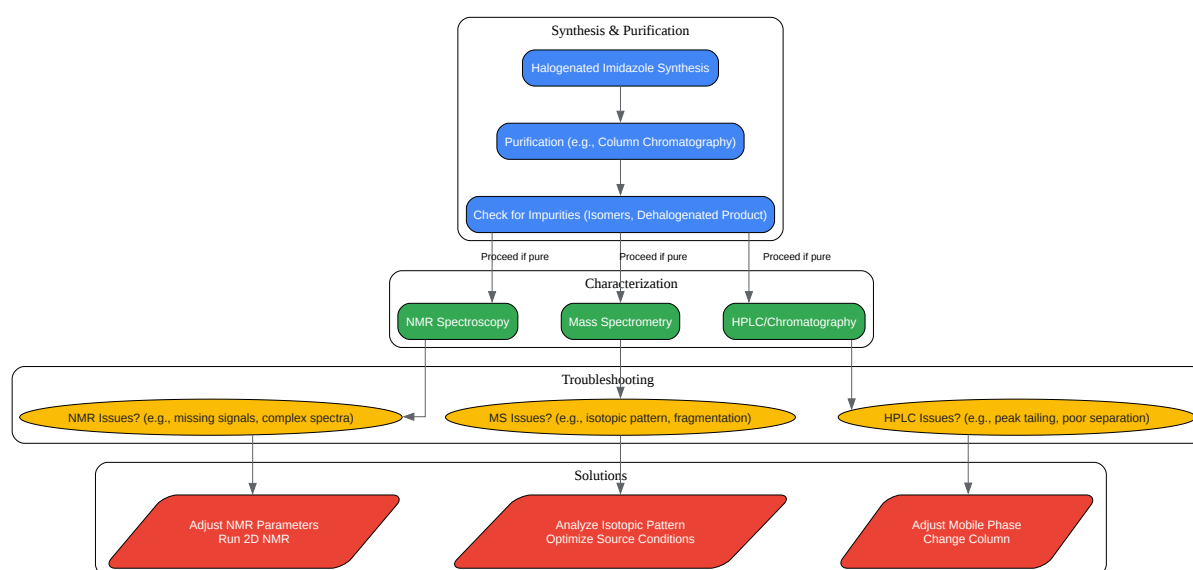 Synthesis & Purification
Halogenated Imidazole Synthesis
Purification (e.g., Column Chromatography)
Check for Impurities (Isomers, Dehalogenated Product)
Proceed if pure
Proceed if pure
Proceed if pure
Characterization
NMR Spectroscopy
Mass Spectrometry
HPLC/Chromatography
Troubleshooting
NMR Issues? (e.g., missing signals, complex spectra)
MS Issues? (e.g., isotopic pattern, fragmentation)
HPLC Issues? (e.g., peak tailing, poor separation)
Solutions
Adjust NMR Parameters
Run 2D NMR
Analyze Isotopic Pattern
Optimize Source Conditions
Adjust Mobile Phase
Change Column